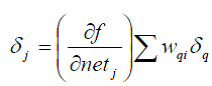 δ_j = (∂f / ∂net_j) ∑ w_qi δ_q